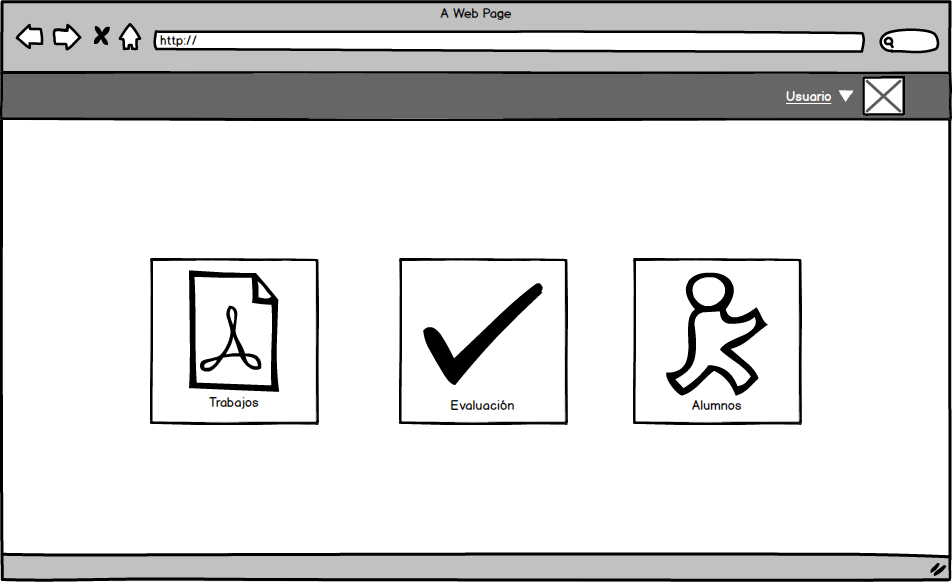 A Web Page
http://
Usuario
Trabajos
Evaluación
Alumnos